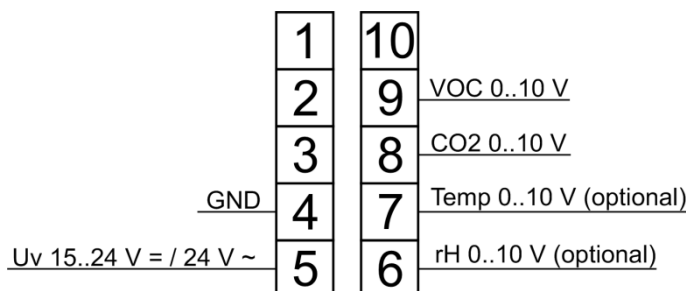 1 10
2 9 VOC 0..10 V
3 8 CO2 0..10 V
GND 4 7 Temp 0..10 V (optional)
Uv 15..24 V = / 24 V ~ 5 6 rH 0..10 V (optional)